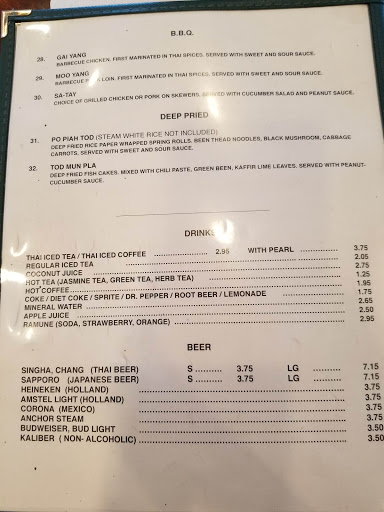 B.B.Q.
28. GAI YANG
BARBECUE CHICKEN, FIRST MARINATED IN THAI SPICES. SERVED WITH SWEET AND SOUR SAUCE.
29. MOO YANG
BARBECUE LOIN, FIRST MARINATED IN THAI SPICES. SERVED WITH SWEET AND SOUR SAUCE.
30. SA-TAY
CHOICE OF GRILLED CHICKEN OR PORK ON SKEWERS. SERVED WITH CUCUMBER SALAD AND PEANUT SAUCE.
DEEP PRIED
31. PO PIAH TOD (STEAM WHITE RICE NOT INCLUDED)
DEEP FRIED RICE PAPER WRAPPED SPRING ROLLS. BEEN THEAD NOODLES, BLACK MUSHROOM, CABBAGE
CARROTS, SERVED WITH SWEET AND SOUR SAUCE.
32. TOD MUN PLA
DEEP FRIED FISH CAKES. MIXED WITH CHILI PASTE, GREEN BEEN, KAFFIR LIME LEAVES. SERVED WITH PEANUT-
CUCUMBER SAUCE.
DRINKS
THAI ICED TEA / THAI ICED COFFEE ............... 2.95 WITH PEARL ............... 3.75
REGULAR ICED TEA ............... 2.05
COCONUT JUICE ............... 2.75
HOT TEA (JASMINE TEA, GREEN TEA, HERB TEA) ............... 1.25
HOT COFFEE ............... 1.95
COKE / DIET COKE / SPRITE / DR. PEPPER / ROOT BEER / LEMONADE ............... 1.75
MINERAL WATER ............... 2.65
APPLE JUICE ............... 2.50
RAMUNE (SODA, STRAWBERRY, ORANGE) ............... 2.95
BEER
SINGHA, CHANG (THAI BEER) S .......... 3.75 LG .......... 7.15
SAPPORO (JAPANESE BEER) S .......... 3.75 LG .......... 7.15
HEINEKEN (HOLLAND) ............... 3.75
AMSTEL LIGHT (HOLLAND) ............... 3.75
CORONA (MEXICO) ............... 3.75
ANCHOR STEAM ............... 3.75
BUDWEISER, BUD LIGHT ............... 3.50
KALIBER ( NON- ALCOHOLIC) ............... 3.50